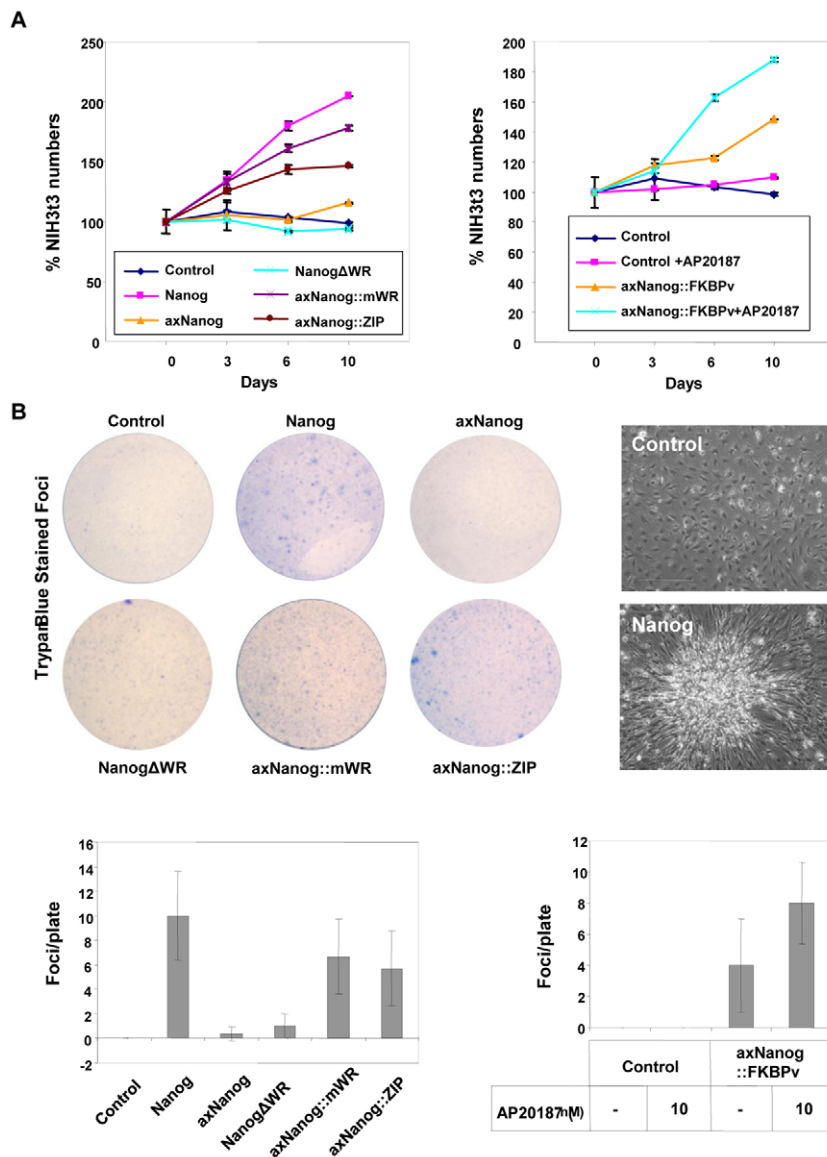 A
% NIH3t3 numbers
250
200
150
100
50
0
Control
Nanog
axNanog
NanogΔWR
axNanog::mWR
axNanog::ZIP
0 3 6 10
Days
% NIH3t3 numbers
200
180
160
140
120
100
80
60
40
20
0
Control
Control +AP20187
axNanog::FKBPv
axNanog::FKBPv+AP20187
0 3 6 10
Days
B
Control Nanog axNanog
TrypanBlue Stained Foci
NanogΔWR axNanog::mWR axNanog::ZIP
Control
Nanog
Foci/plate
16
14
12
10
8
6
4
2
0
-2
Control
Nanog
axNanog
NanogΔWR
axNanog::mWR
axNanog::ZIP
Foci/plate
12
10
8
6
4
2
0
Control
axNanog
::FKBPv
AP20187(nM) - 10 - 10